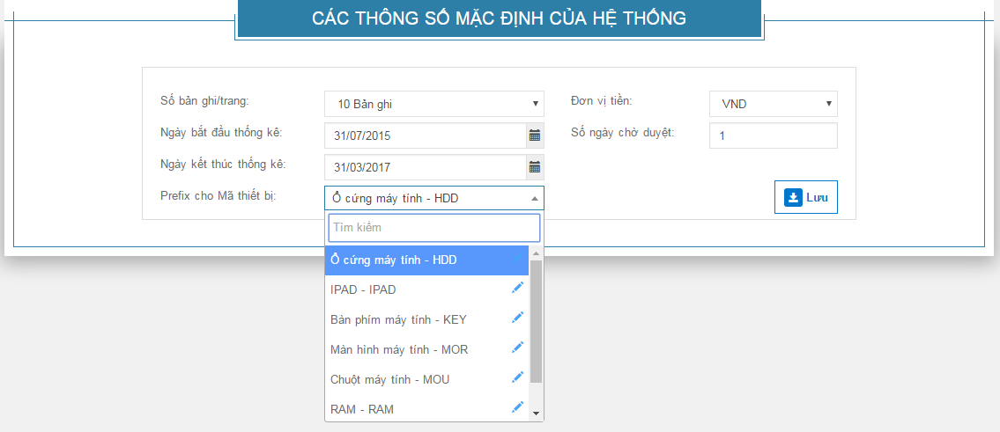 CÁC THÔNG SỐ MẶC ĐỊNH CỦA HỆ THỐNG
Số bản ghi/trang: 10 Bản ghi Đơn vị tiền: VND
Ngày bắt đầu thống kê: 31/07/2015 Số ngày chờ duyệt: 1
Ngày kết thúc thống kê: 31/03/2017
Prefix cho Mã thiết bị: Ổ cứng máy tính - HDD Lưu
Tìm kiếm
Ổ cứng máy tính - HDD
IPAD - IPAD
Bàn phím máy tính - KEY
Màn hình máy tính - MOR
Chuột máy tính - MOU
RAM - RAM